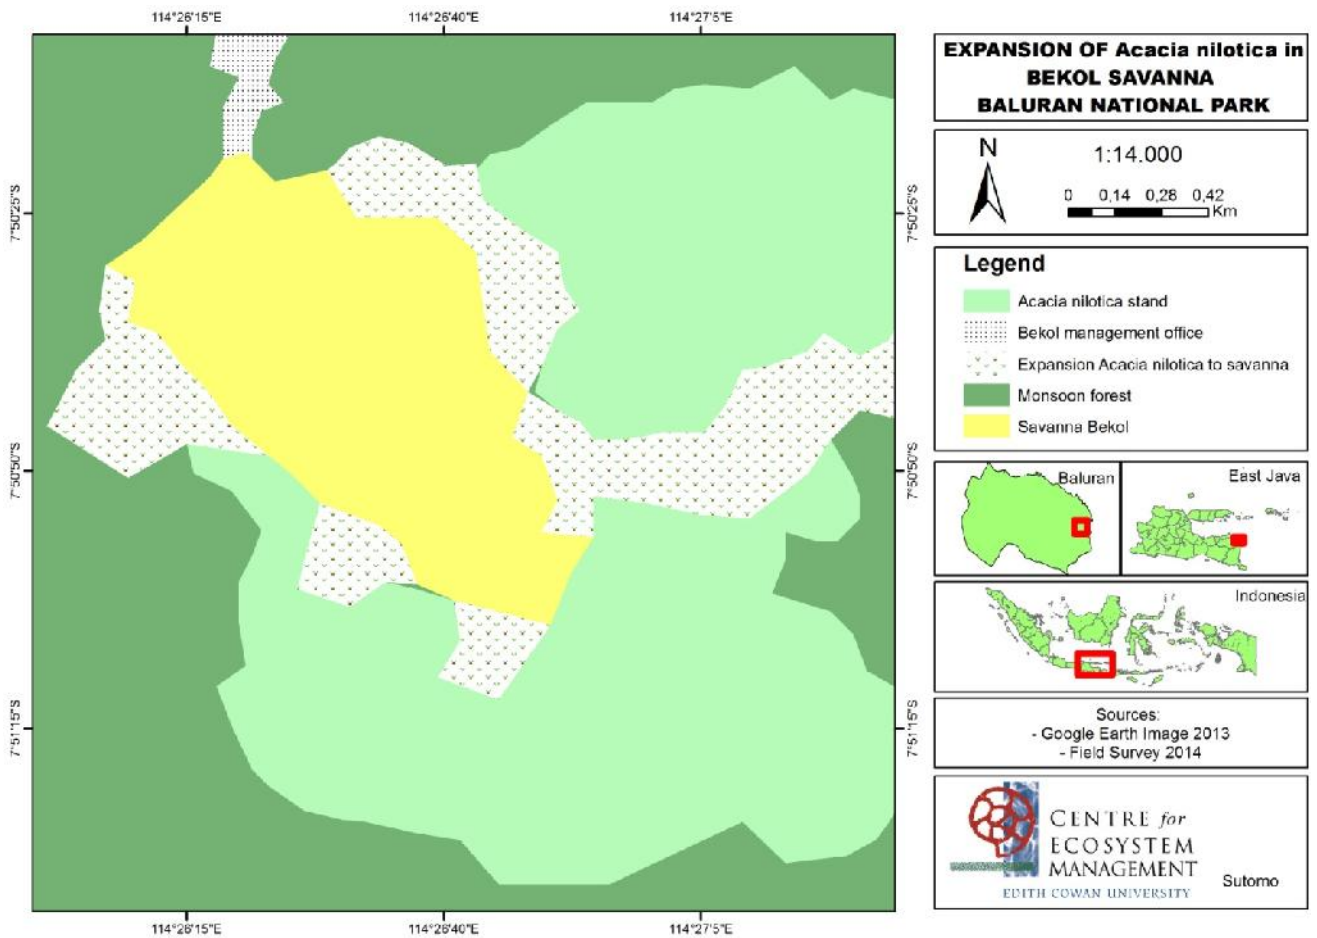 114°26'15"E
114°26'40"E
114°27'5"E
7°50'25"S
7°50'25"S
7°50'50"S
7°50'50"S
7°51'15"S
7°51'15"S
114°26'15"E
114°26'40"E
114°27'5"E
EXPANSION OF Acacia nilotica in
BEKOL SAVANNA
BALURAN NATIONAL PARK
N
1:14.000
0 0,14 0,28 0,42
Km
Legend
Acacia nilotica stand
Bekol management office
Expansion Acacia nilotica to savanna
Monsoon forest
Savanna Bekol
Baluran
East Java
Indonesia
Sources:
- Google Earth Image 2013
- Field Survey 2014
CENTRE for
ECOSYSTEM
MANAGEMENT
EDITH COWAN UNIVERSITY
Sutomo